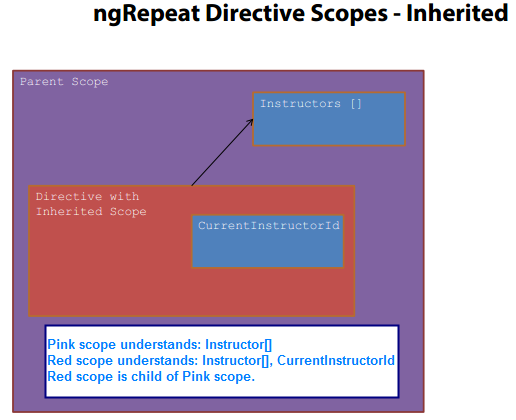 ngRepeat Directive Scopes - Inherited
Parent Scope
Instructors []
Directive with
Inherited Scope
CurrentInstructorId
Pink scope understands: Instructor[]
Red scope understands: Instructor[], CurrentInstructorId
Red scope is child of Pink scope.